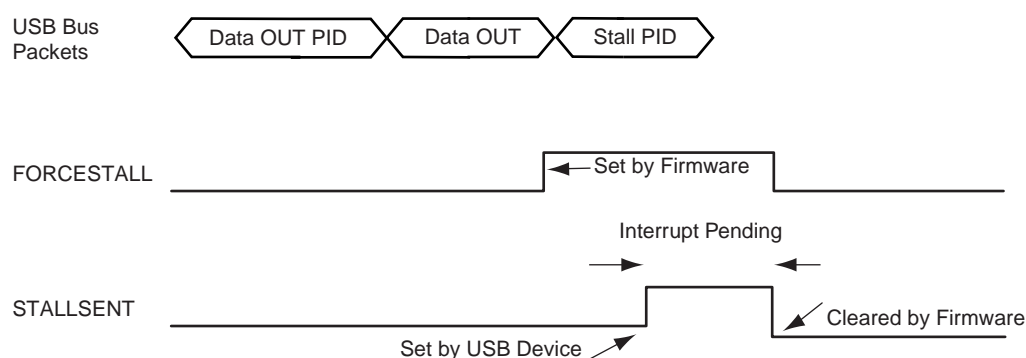 USB Bus
Packets
Data OUT PID
Data OUT
Stall PID
FORCESTALL
Set by Firmware
Interrupt Pending
STALLSENT
Cleared by Firmware
Set by USB Device